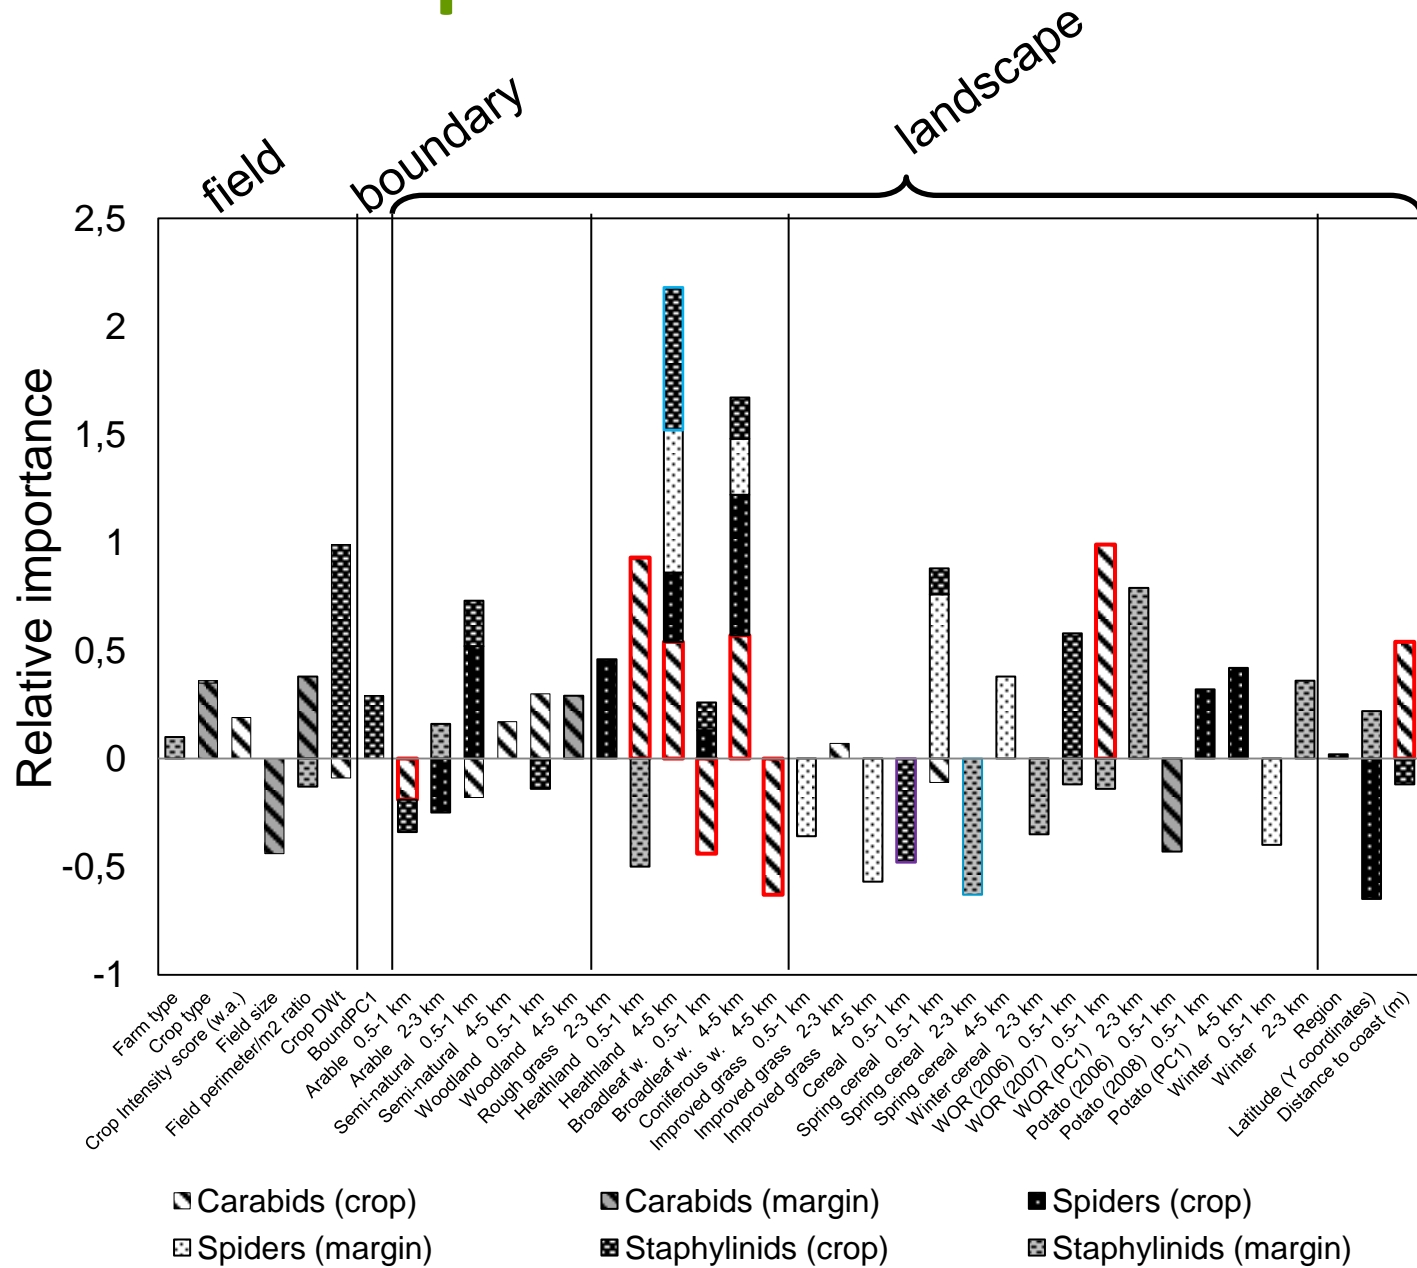 field
boundary
landscape
Relative importance
2,5
2
1,5
1
0,5
0
-0,5
-1
Farm type
Crop type
Crop Intensity score (w.a.)
Field size
Field perimeter/m2 ratio
Crop DWt
BoundPC1
Arable 0.5-1 km
Arable 2-3 km
Semi-natural 0.5-1 km
Semi-natural 4-5 km
Woodland 0.5-1 km
Woodland 4-5 km
Rough grass 2-3 km
Heathland 0.5-1 km
Heathland 4-5 km
Broadleaf w. 0.5-1 km
Broadleaf w. 4-5 km
Coniferous w. 4-5 km
Improved grass 0.5-1 km
Improved grass 2-3 km
Improved grass 4-5 km
Cereal 0.5-1 km
Spring cereal 0.5-1 km
Spring cereal 2-3 km
Spring cereal 4-5 km
Winter cereal 2-3 km
WOR (2006) 0.5-1 km
WOR (2007) 0.5-1 km
WOR (PC1) 2-3 km
Potato (2006) 0.5-1 km
Potato (2008) 0.5-1 km
Potato (PC1) 4-5 km
Winter 0.5-1 km
Winter 2-3 km
Region
Latitude (Y coordinates)
Distance to coast (m)
Carabids (crop)
Carabids (margin)
Spiders (crop)
Spiders (margin)
Staphylinids (crop)
Staphylinids (margin)